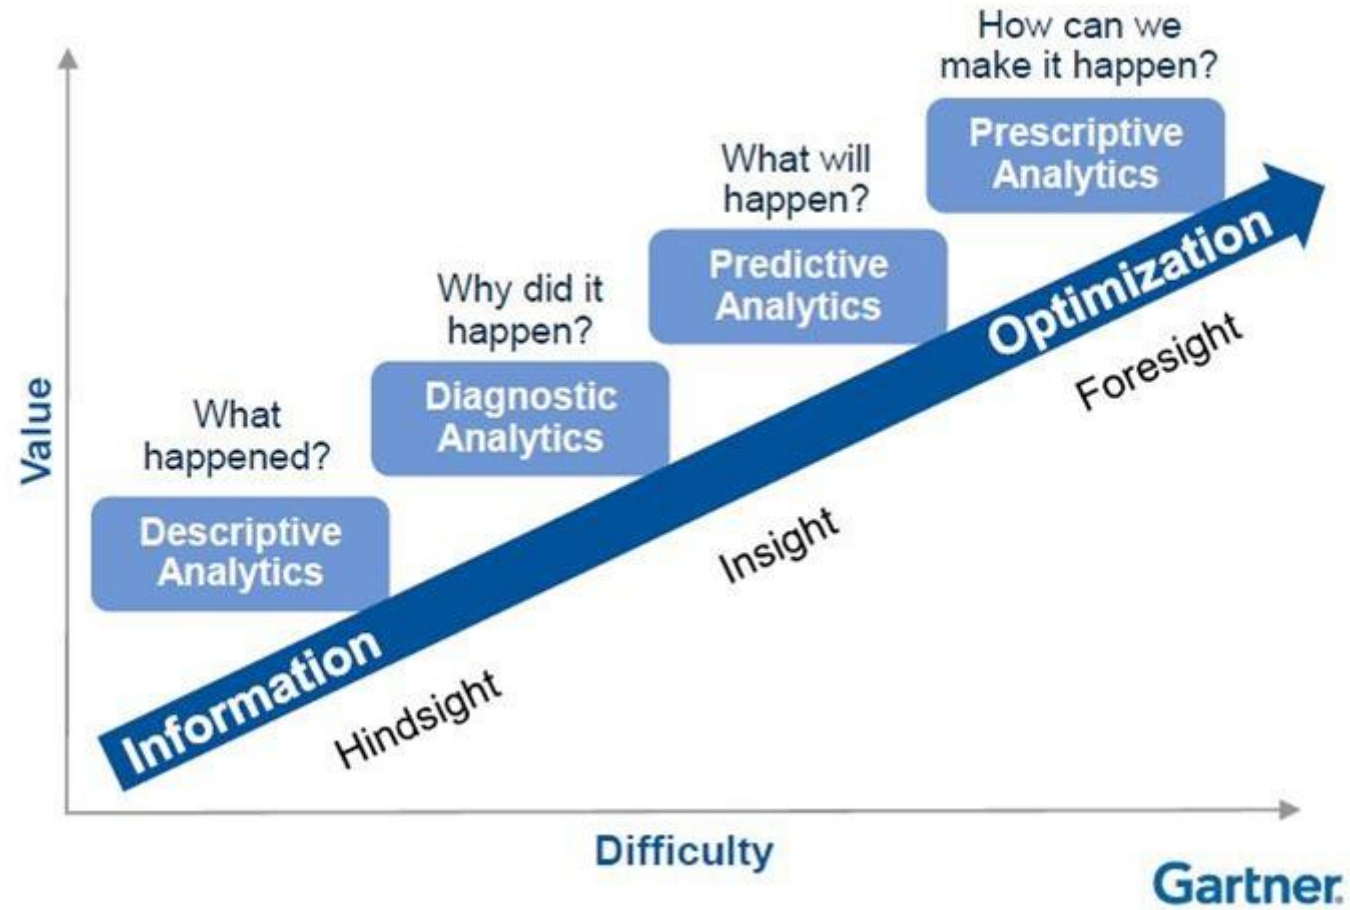 How can we
make it happen?
Prescriptive
Analytics
What will
happen?
Predictive
Analytics
Why did it
happen?
Diagnostic
Analytics
What
happened?
Descriptive
Analytics
Value
Information
Optimization
Hindsight
Insight
Foresight
Difficulty
Gartner.